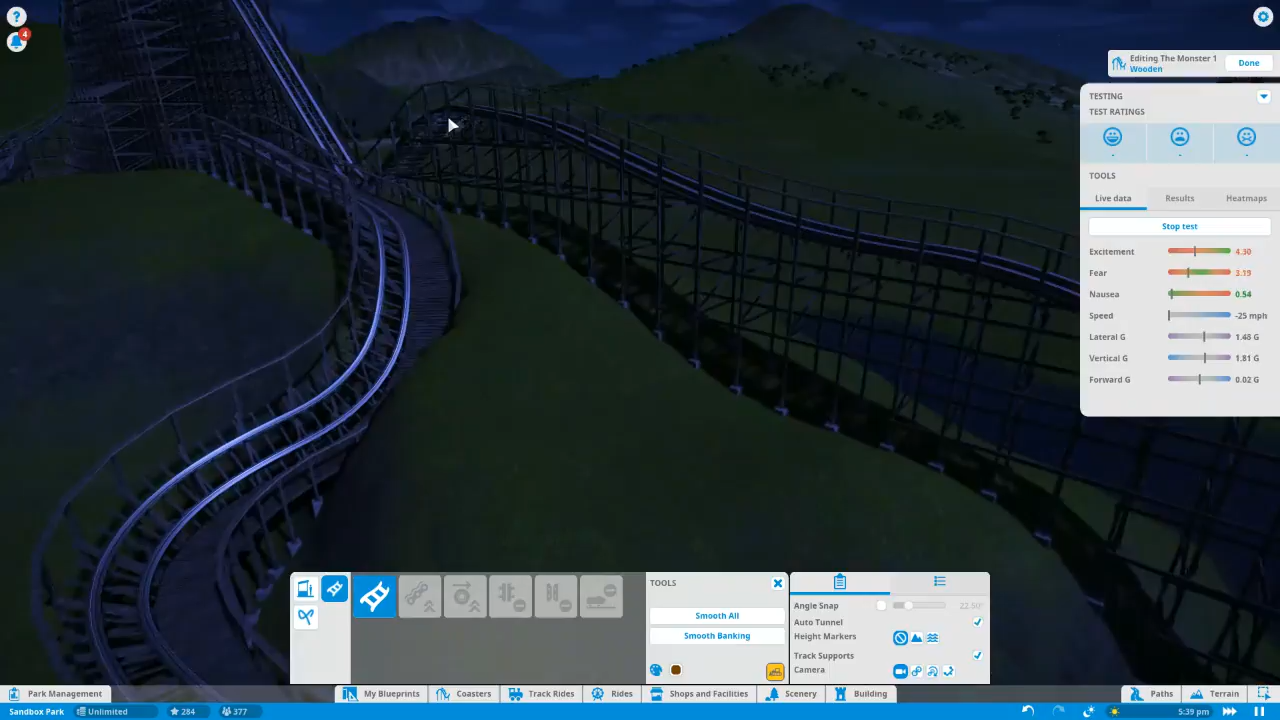 ?
4
Editing The Monster 1
Wooden
Done
TESTING
TEST RATINGS
- - -
TOOLS
Live data Results Heatmaps
Stop test
Excitement 4.30
Fear 3.19
Nausea 0.54
Speed -25 mph
Lateral G 1.48 G
Vertical G 1.81 G
Forward G 0.02 G
TOOLS
Smooth All
Smooth Banking
Angle Snap 22.50°
Auto Tunnel
Height Markers
Track Supports
Camera
Park Management My Blueprints Coasters Track Rides Rides Shops and Facilities Scenery Building Paths Terrain
Sandbox Park Unlimited 284 377 5:39 pm